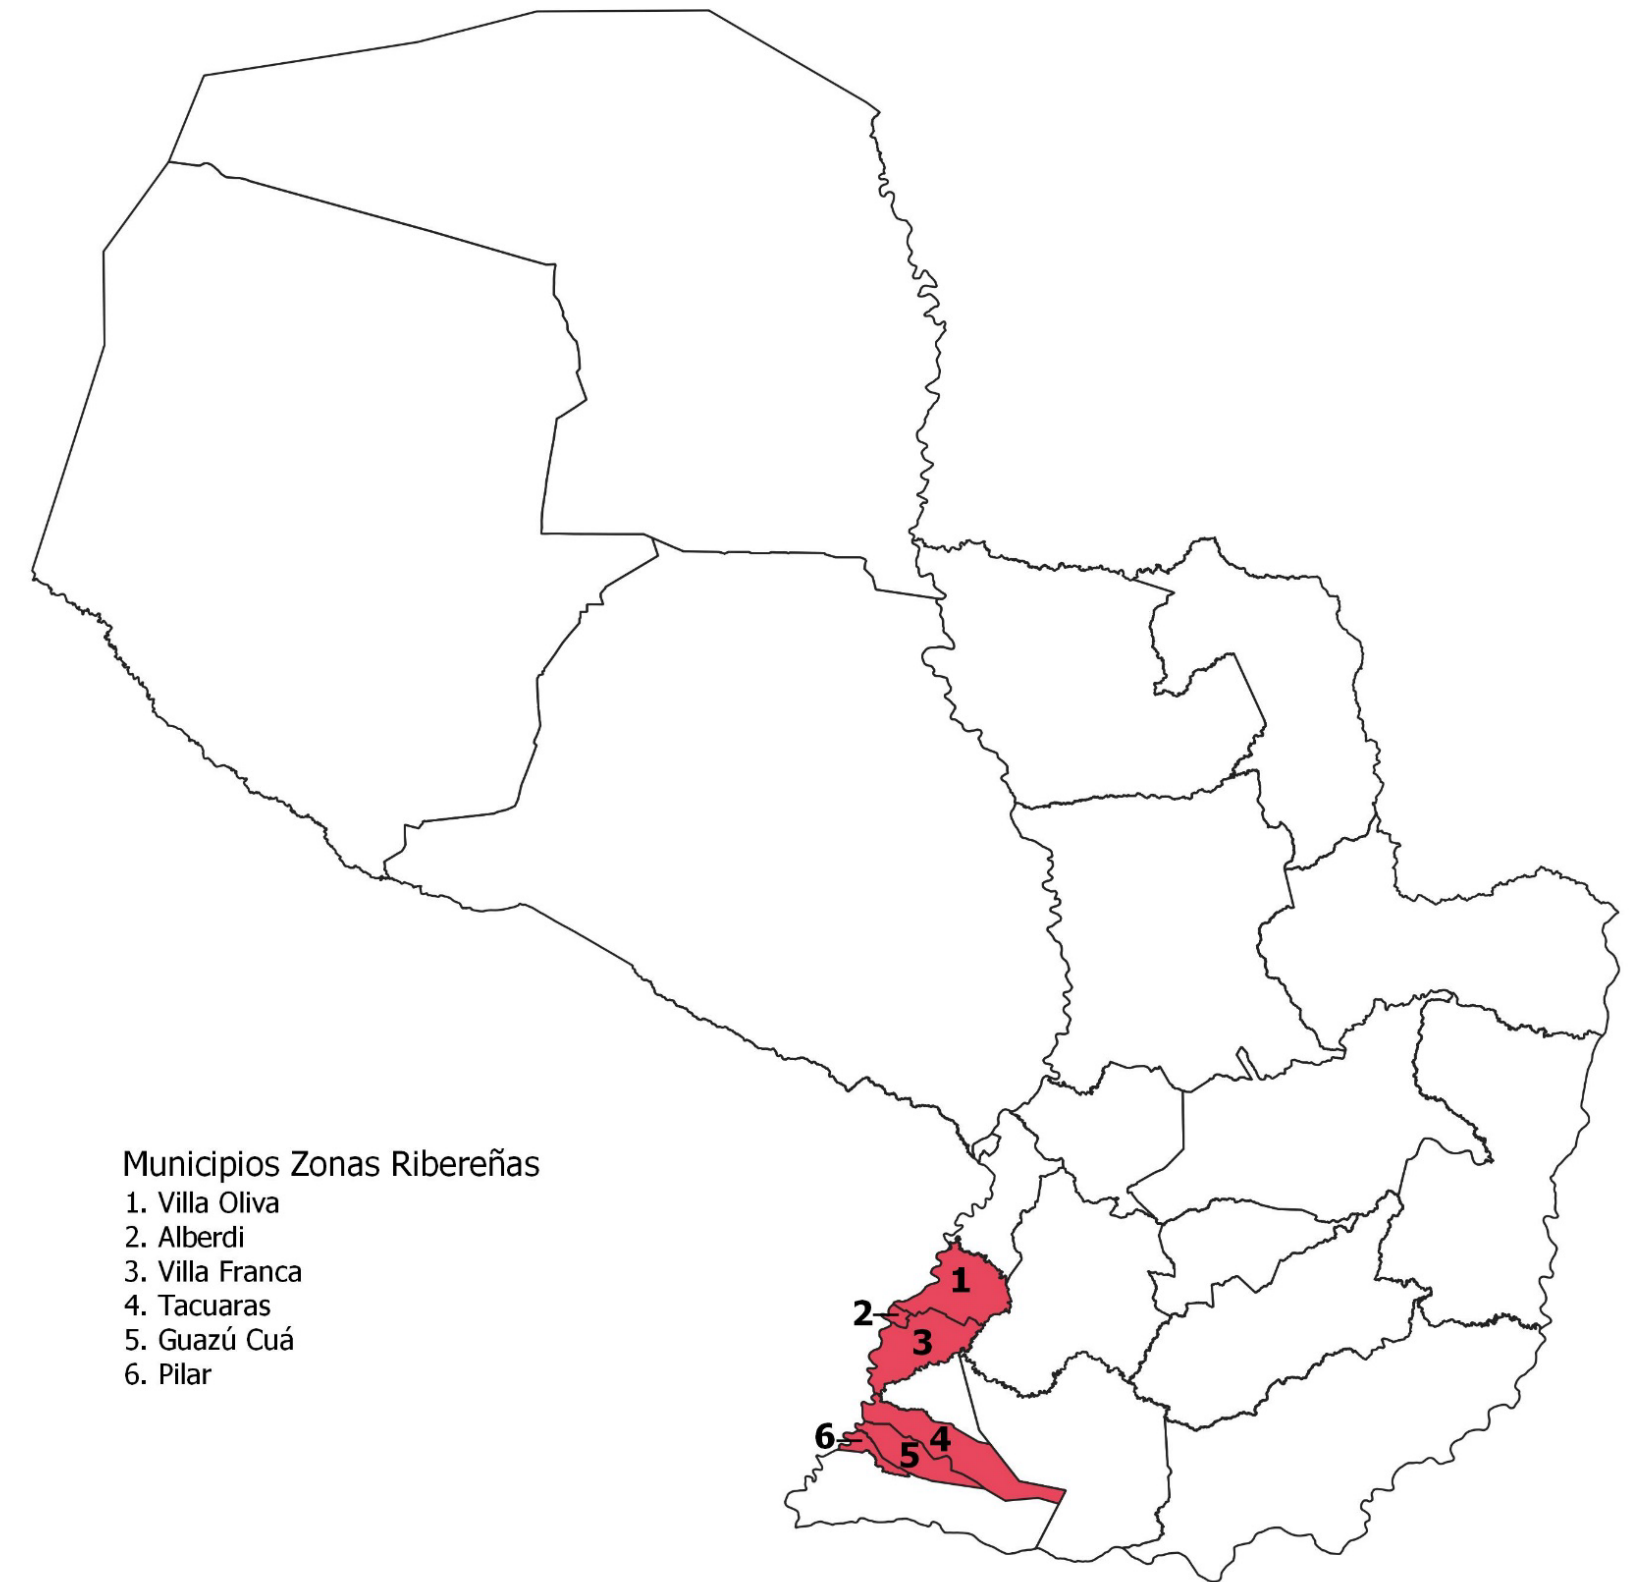 1
2
3
4
6
5
Municipios Zonas Ribereñas
1. Villa Oliva
2. Alberdi
3. Villa Franca
4. Tacuaras
5. Guazú Cuá
6. Pilar